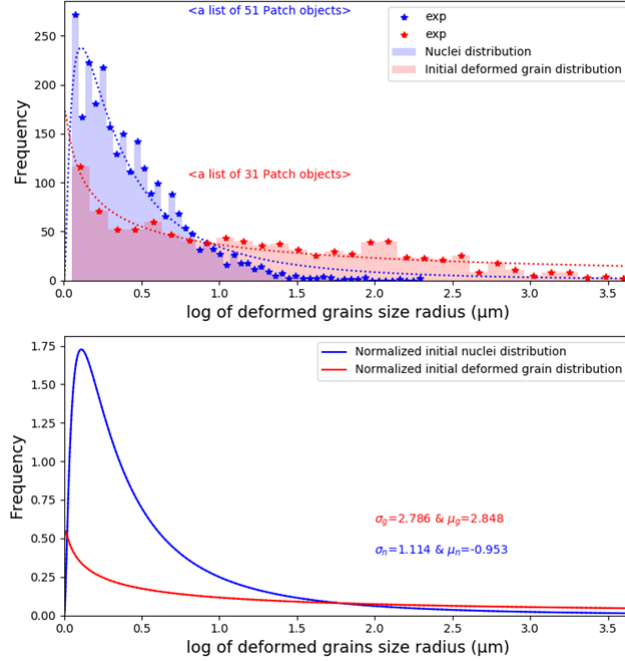 <a list of 51 Patch objects>
exp
exp
Nuclei distribution
Initial deformed grain distribution
<a list of 31 Patch objects>
Frequency
250
200
150
100
50
0
0.0 0.5 1.0 1.5 2.0 2.5 3.0 3.5
log of deformed grains size radius (μm)
Normalized initial nuclei distribution
Normalized initial deformed grain distribution
Frequency
1.75
1.50
1.25
1.00
0.75
0.50
0.25
0.00
σg=2.786 & μg=2.848
σn=1.114 & μn=-0.953
0.0 0.5 1.0 1.5 2.0 2.5 3.0 3.5
log of deformed grains size radius (μm)